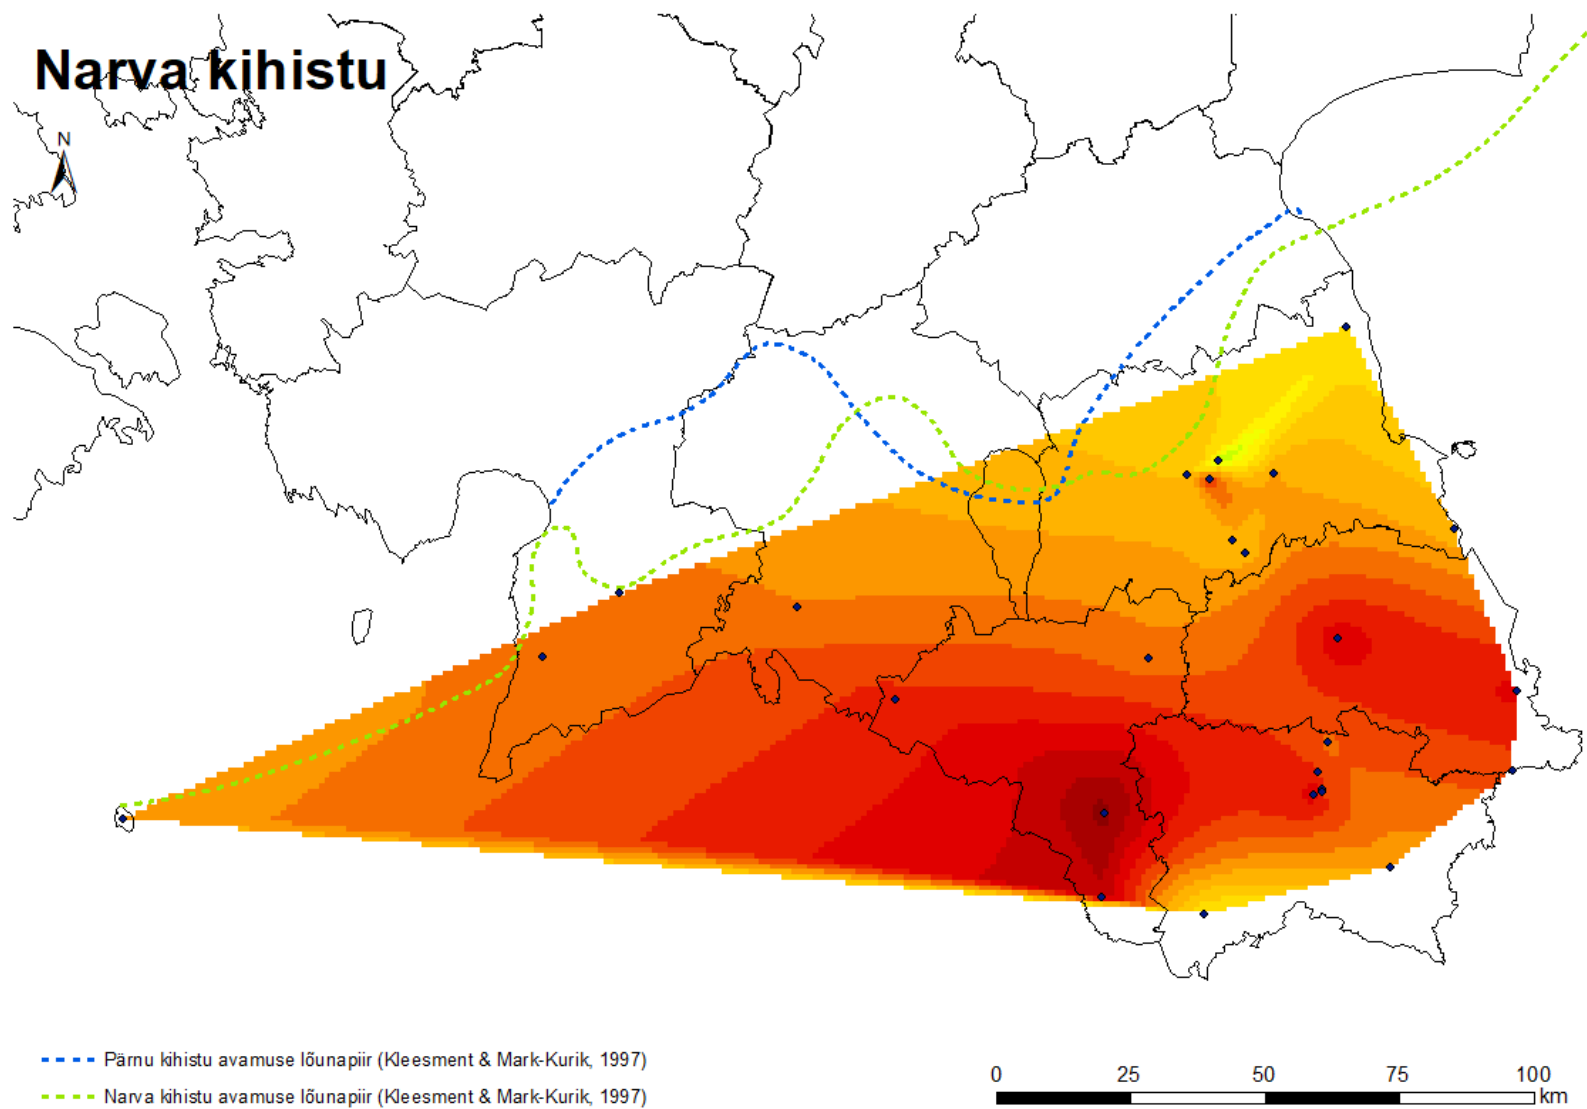 Narva kihistu
N
Pärnu kihistu avamuse lõunapiir (Kleesment & Mark-Kurik, 1997)
Narva kihistu avamuse lõunapiir (Kleesment & Mark-Kurik, 1997)
0 25 50 75 100
km